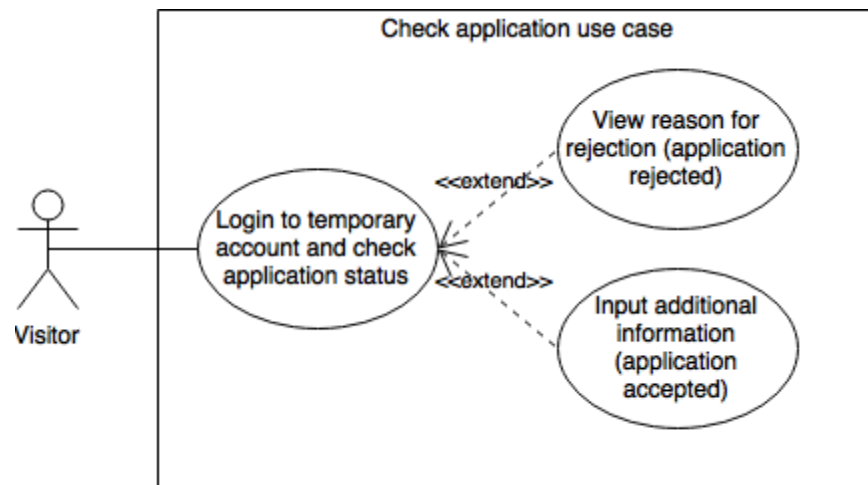 Check application use case
View reason for
rejection (application
rejected)
<<extend>>
Login to temporary
account and check
application status
<<extend>>
Input additional
information
(application
accepted)
Visitor